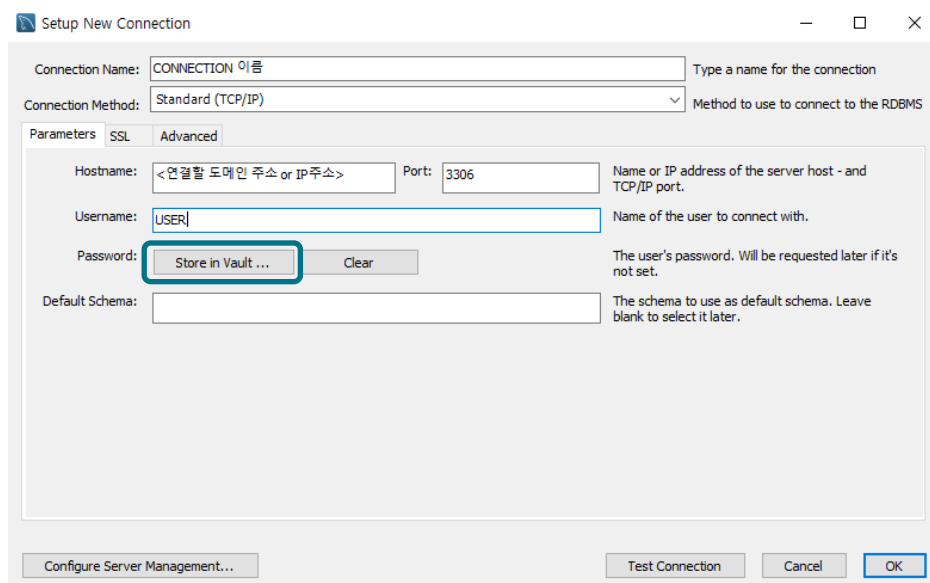 Setup New Connection
Connection Name: CONNECTION 이름 Type a name for the connection
Connection Method: Standard (TCP/IP) Method to use to connect to the RDBMS
Parameters SSL Advanced
Hostname: <연결할 도메인 주소 or IP주소> Port: 3306 Name or IP address of the server host - and
TCP/IP port.
Username: USER Name of the user to connect with.
Password: Store in Vault ... Clear The user's password. Will be requested later if it's
not set.
Default Schema: The schema to use as default schema. Leave
blank to select it later.
Configure Server Management... Test Connection Cancel OK